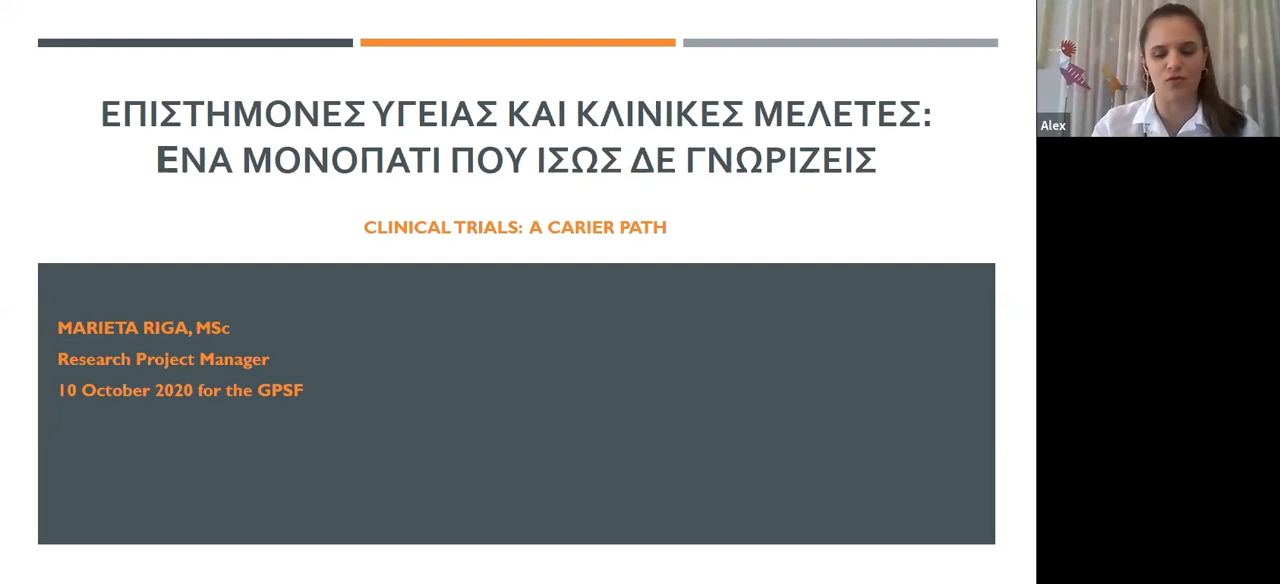 ΕΠΙΣΤΗΜΟΝΕΣ ΥΓΕΙΑΣ ΚΑΙ ΚΛΙΝΙΚΕΣ ΜΕΛΕΤΕΣ:
ΕΝΑ ΜΟΝΟΠΑΤΙ ΠΟΥ ΙΣΩΣ ΔΕ ΓΝΩΡΙΖΕΙΣ
CLINICAL TRIALS: A CARIER PATH
MARIETA RIGA, MSc
Research Project Manager
10 October 2020 for the GPSF
Alex